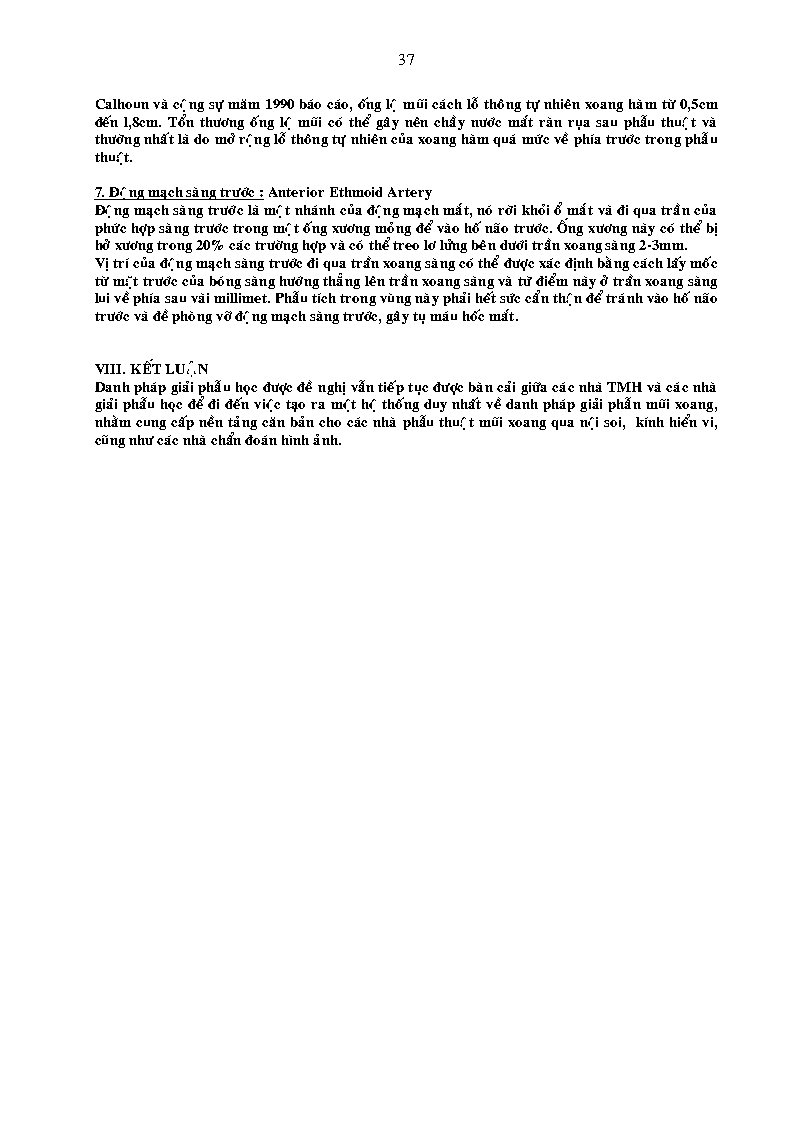 37
Calhoun và cộng sự năm 1990 báo cáo, ống lệ mũi cách lỗ thông tự nhiên xoang hàm từ 0,5cm
đến 1,8cm. Tổn thương ống lệ mũi có thể gây nên chảy nước mắt ràn rụa sau phẫu thuật và
thường nhất là do mở rộng lỗ thông tự nhiên của xoang hàm quá mức về phía trước trong phẫu
thuật.
7. Động mạch sàng trước : Anterior Ethmoid Artery
Động mạch sàng trước là một nhánh của động mạch mắt, nó rời khỏi ổ mắt và đi qua trần của
phức hợp sàng trước trong một ống xương mỏng để vào hố não trước. Ống xương này có thể bị
hở xương trong 20% các trường hợp và có thể treo lơ lửng bên dưới trần xoang sàng 2-3mm.
Vị trí của động mạch sàng trước đi qua trần xoang sàng có thể được xác định bằng cách lấy mốc
từ mặt trước của bóng sàng hướng thẳng lên trần xoang sàng và từ điểm này ở trần xoang sàng
lui về phía sau vài millimet. Phẫu tích trong vùng này phải hết sức cẩn thận để tránh vào hố não
trước và đề phòng vỡ động mạch sàng trước, gây tụ máu hốc mắt.
VIII. KẾT LUẬN
Danh pháp giải phẫu học được đề nghị vẫn tiếp tục được bàn cải giữa các nhà TMH và các nhà
giải phẫu học để đi đến việc tạo ra một hệ thống duy nhất về danh pháp giải phẫn mũi xoang,
nhằm cung cấp nền tảng căn bản cho các nhà phẫu thuật mũi xoang qua nội soi, kính hiển vi,
cũng như các nhà chẩn đoán hình ảnh.